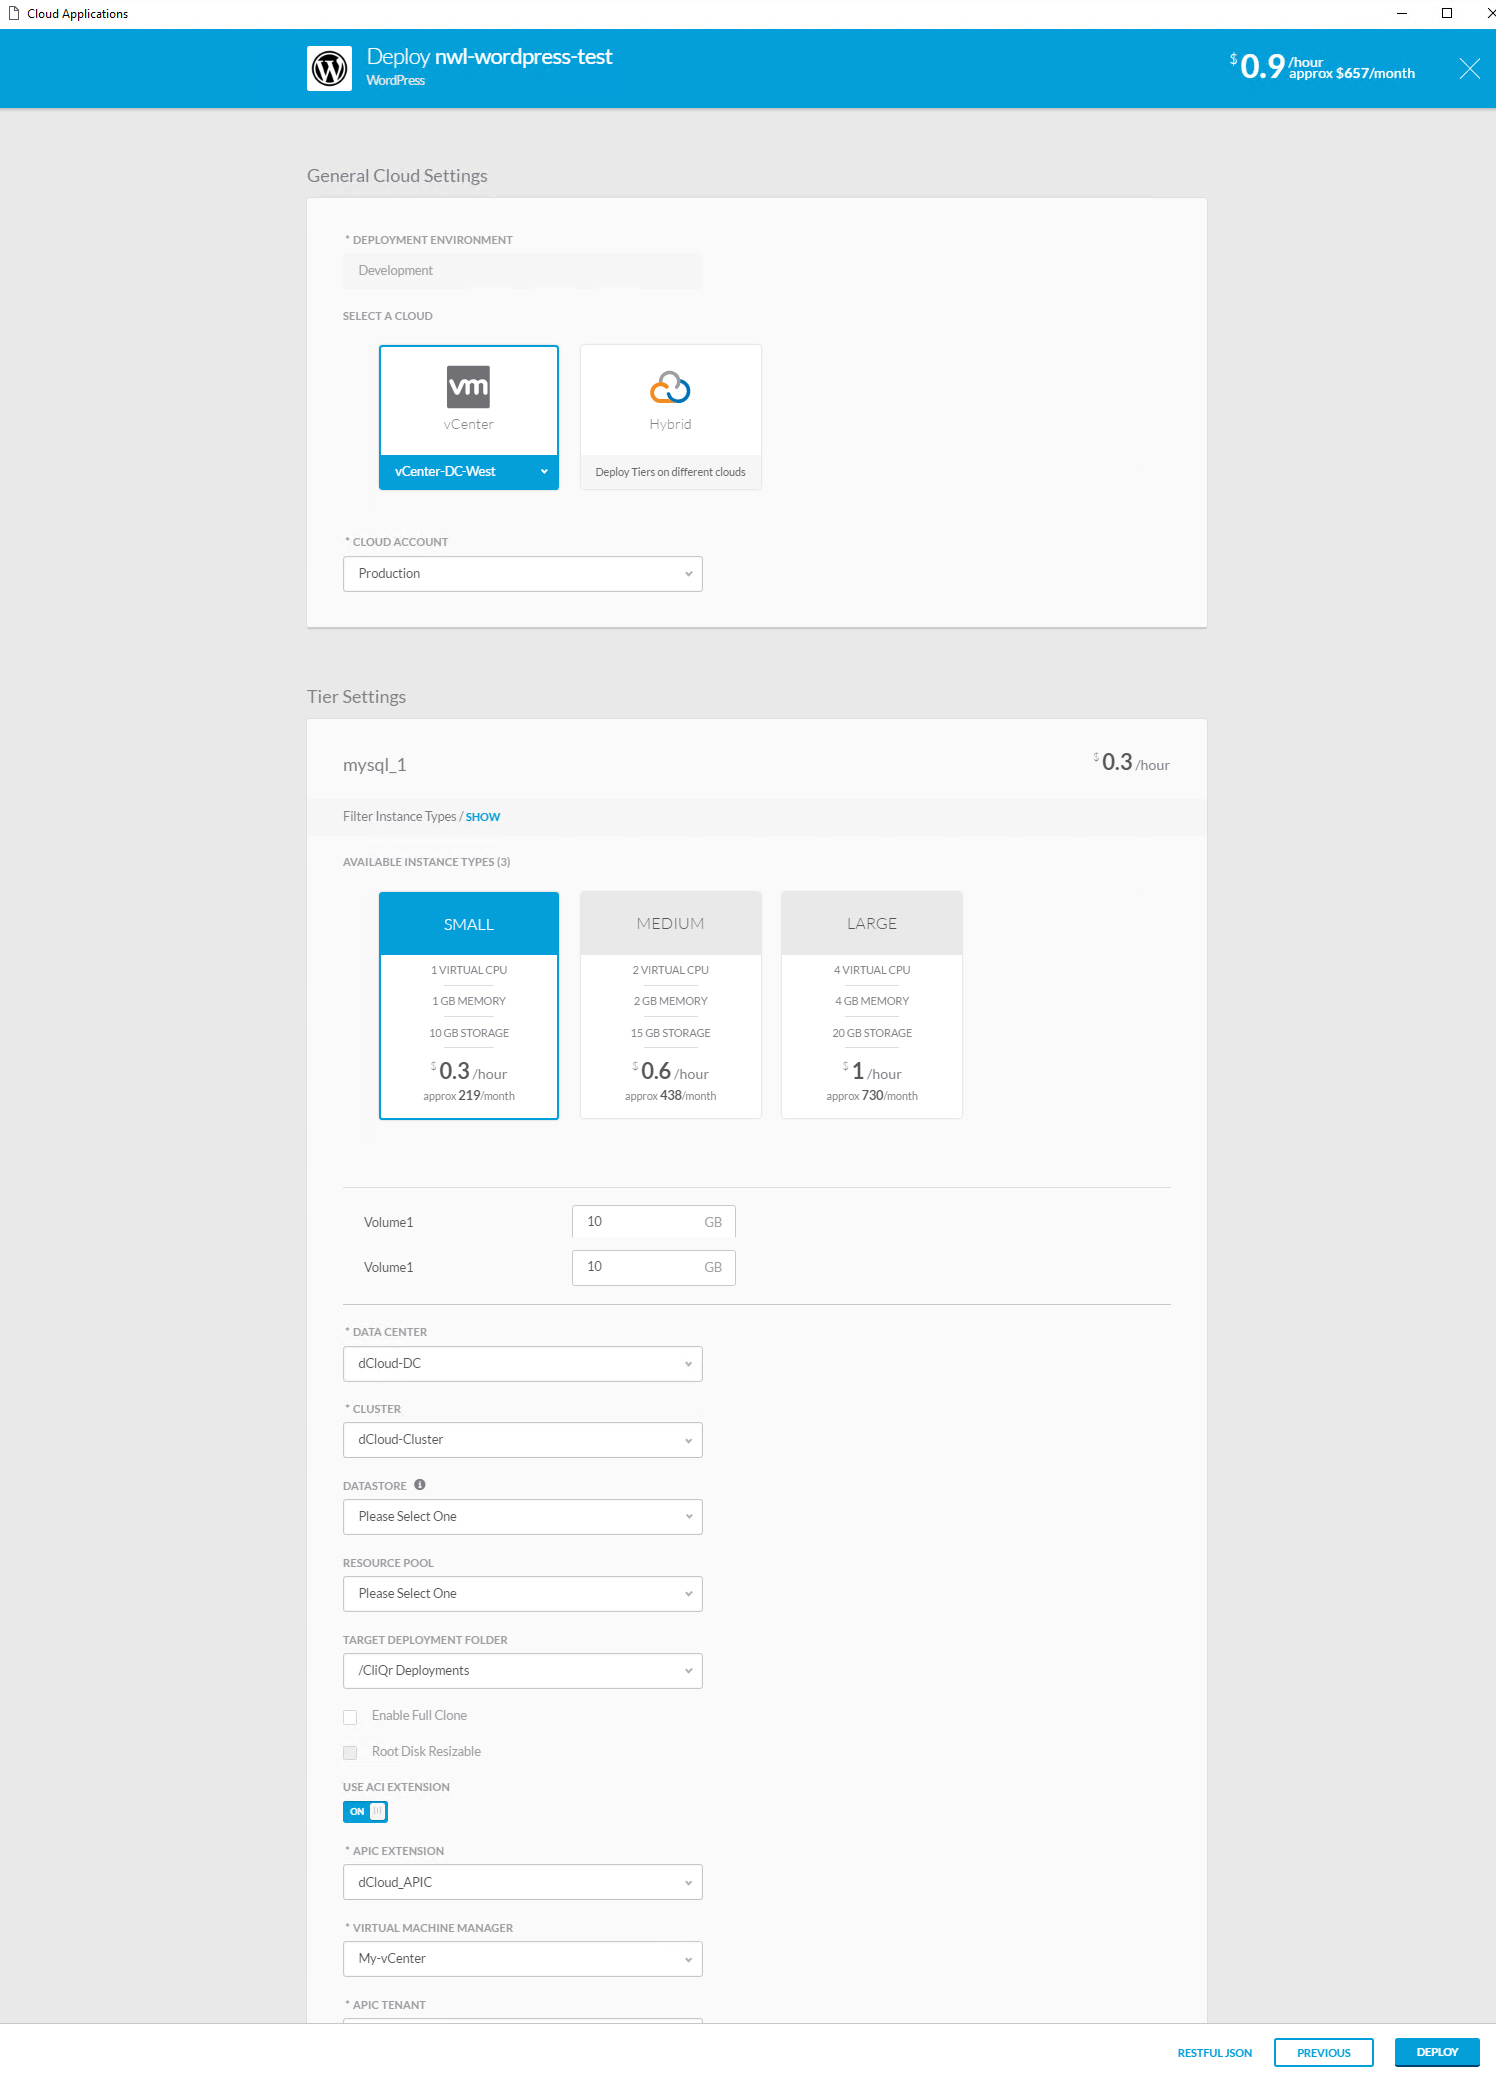 Cloud Applications
Deploy nwl-wordpress-test
WordPress
$ 0.9 /hour
approx $657/month
General Cloud Settings
* DEPLOYMENT ENVIRONMENT
Development
SELECT A CLOUD
vm
vCenter
Hybrid
vCenter-DC-West
Deploy Tiers on different clouds
* CLOUD ACCOUNT
Production
Tier Settings
mysql_1
$ 0.3 /hour
Filter Instance Types / SHOW
AVAILABLE INSTANCE TYPES (3)
SMALL
1 VIRTUAL CPU
1 GB MEMORY
10 GB STORAGE
$ 0.3 /hour
approx 219/month
MEDIUM
2 VIRTUAL CPU
2 GB MEMORY
15 GB STORAGE
$ 0.6 /hour
approx 438/month
LARGE
4 VIRTUAL CPU
4 GB MEMORY
20 GB STORAGE
$ 1 /hour
approx 730/month
Volume1 10 GB
Volume1 10 GB
* DATA CENTER
dCloud-DC
* CLUSTER
dCloud-Cluster
DATASTORE
Please Select One
RESOURCE POOL
Please Select One
TARGET DEPLOYMENT FOLDER
/CliQr Deployments
Enable Full Clone
Root Disk Resizable
USE ACI EXTENSION
ON
* APIC EXTENSION
dCloud_APIC
* VIRTUAL MACHINE MANAGER
My-vCenter
* APIC TENANT
RESTFUL JSON
PREVIOUS
DEPLOY